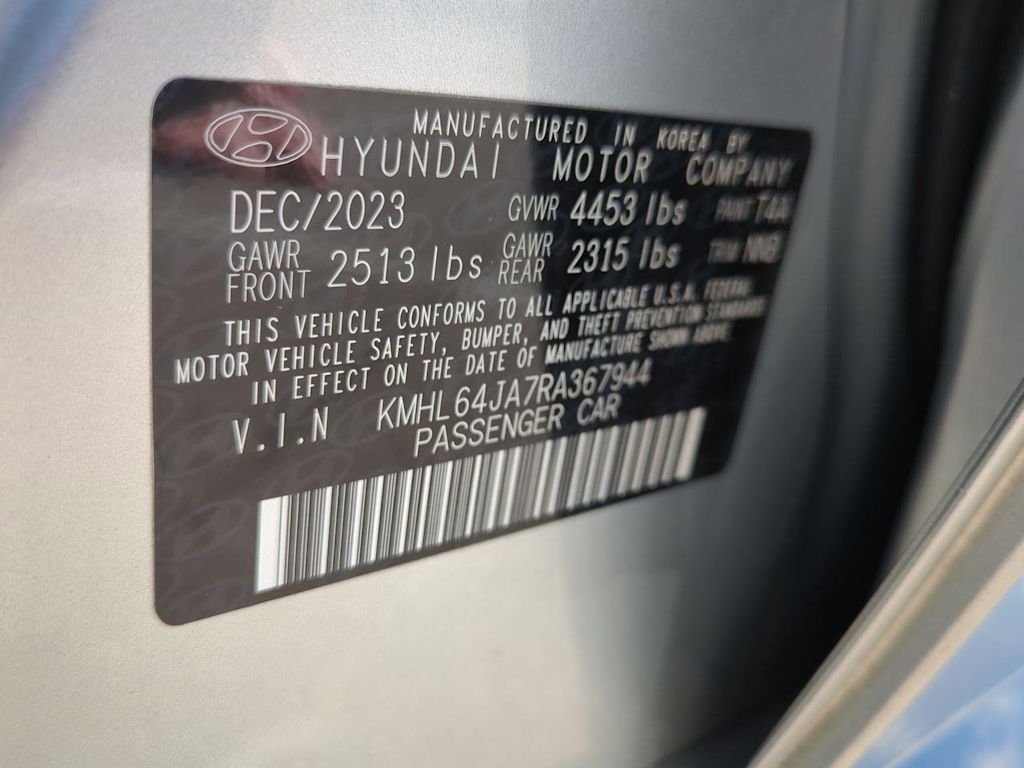 MANUFACTURED IN KOREA BY
HYUNDAI MOTOR COMPANY
DEC/2023 GVWR 4453 lbs PAINT
GAWR FRONT 2513 lbs GAWR REAR 2315 lbs TRIM
THIS VEHICLE CONFORMS TO ALL APPLICABLE U.S.A. FEDERAL
MOTOR VEHICLE SAFETY, BUMPER, AND THEFT PREVENTION STANDARDS
IN EFFECT ON THE DATE OF MANUFACTURE SHOWN ABOVE
V.I.N KMHL64JA7RA367944
PASSENGER CAR